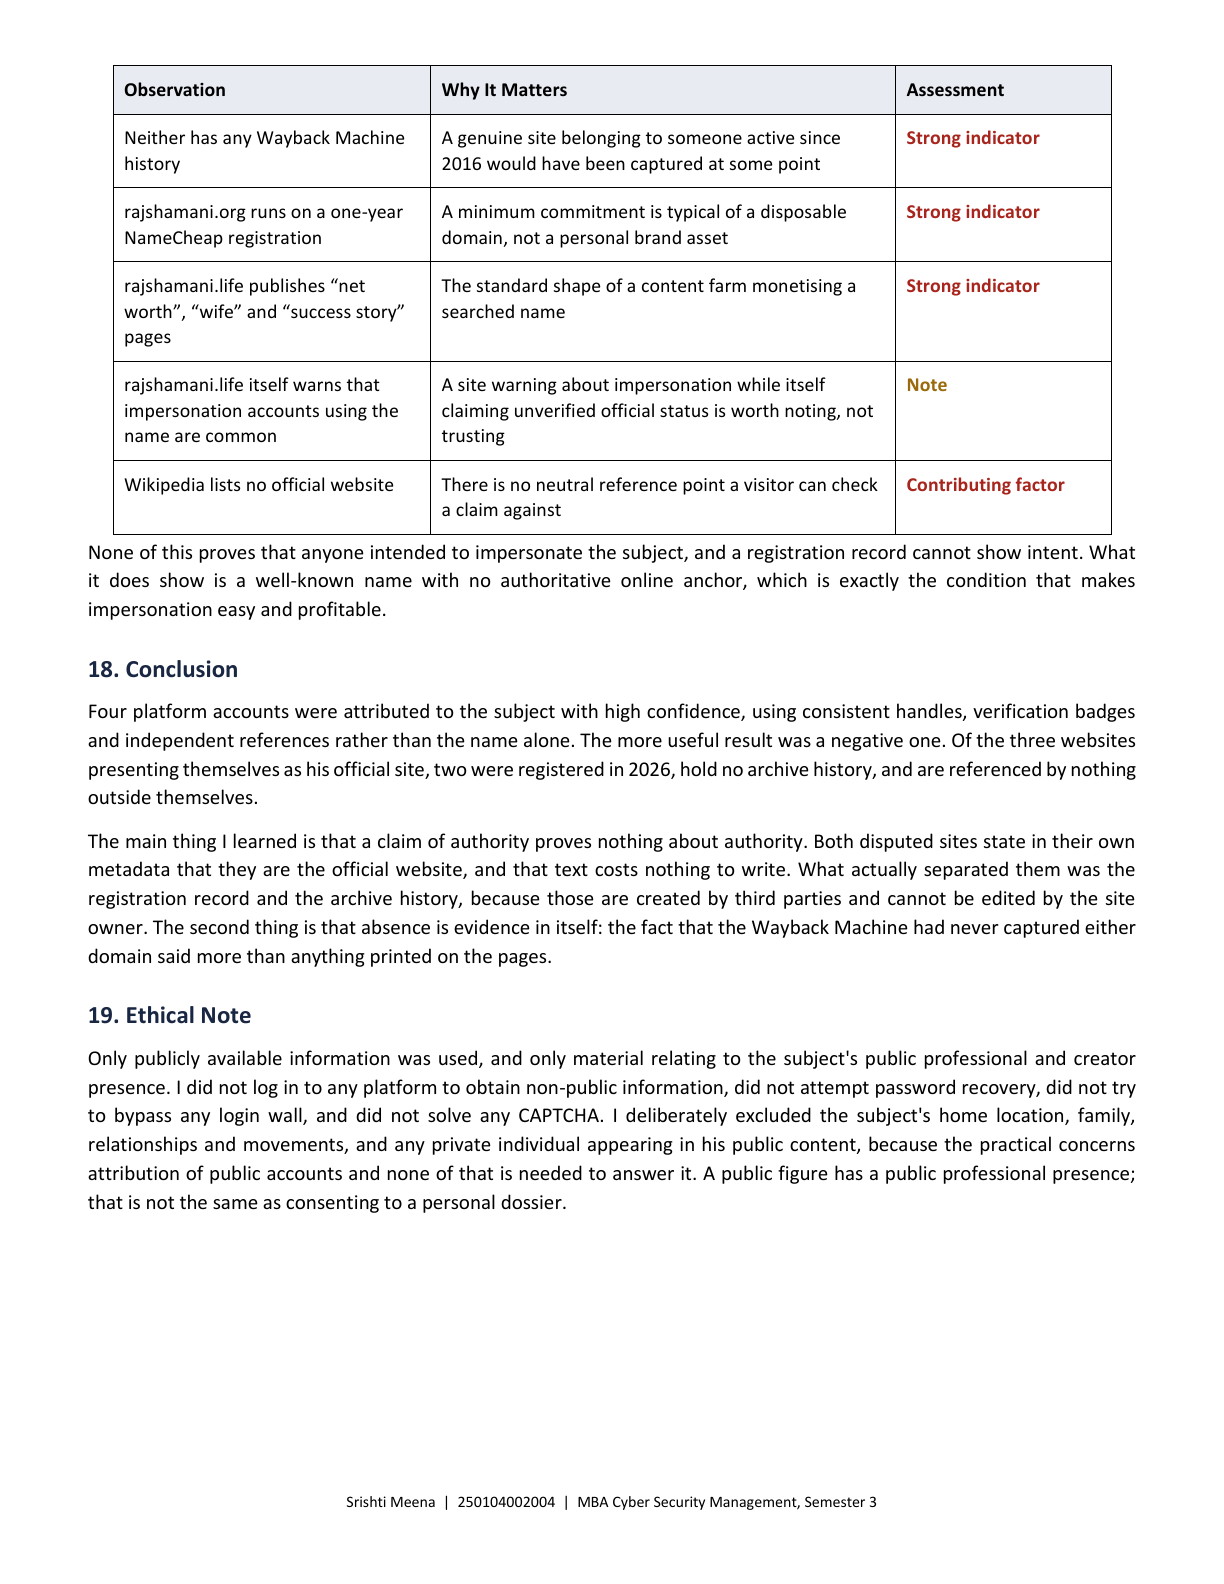 Observation Why It Matters Assessment
Neither has any Wayback Machine
history
A genuine site belonging to someone active since
2016 would have been captured at some point
Strong indicator
rajshamani.org runs on a one-year
NameCheap registration
A minimum commitment is typical of a disposable
domain, not a personal brand asset
Strong indicator
rajshamani.life publishes “net
worth”, “wife” and “success story”
pages
The standard shape of a content farm monetising a
searched name
Strong indicator
rajshamani.life itself warns that
impersonation accounts using the
name are common
A site warning about impersonation while itself
claiming unverified official status is worth noting, not
trusting
Note
Wikipedia lists no official website
There is no neutral reference point a visitor can check
a claim against
Contributing factor
None of this proves that anyone intended to impersonate the subject, and a registration record cannot show intent. What
it does show is a well-known name with no authoritative online anchor, which is exactly the condition that makes
impersonation easy and profitable.
18. Conclusion
Four platform accounts were attributed to the subject with high confidence, using consistent handles, verification badges
and independent references rather than the name alone. The more useful result was a negative one. Of the three websites
presenting themselves as his official site, two were registered in 2026, hold no archive history, and are referenced by nothing
outside themselves.
The main thing I learned is that a claim of authority proves nothing about authority. Both disputed sites state in their own
metadata that they are the official website, and that text costs nothing to write. What actually separated them was the
registration record and the archive history, because those are created by third parties and cannot be edited by the site
owner. The second thing is that absence is evidence in itself: the fact that the Wayback Machine had never captured either
domain said more than anything printed on the pages.
19. Ethical Note
Only publicly available information was used, and only material relating to the subject's public professional and creator
presence. I did not log in to any platform to obtain non-public information, did not attempt password recovery, did not try
to bypass any login wall, and did not solve any CAPTCHA. I deliberately excluded the subject's home location, family,
relationships and movements, and any private individual appearing in his public content, because the practical concerns
attribution of public accounts and none of that is needed to answer it. A public figure has a public professional presence;
that is not the same as consenting to a personal dossier.
Srishti Meena | 250104002004 | MBA Cyber Security Management, Semester 3